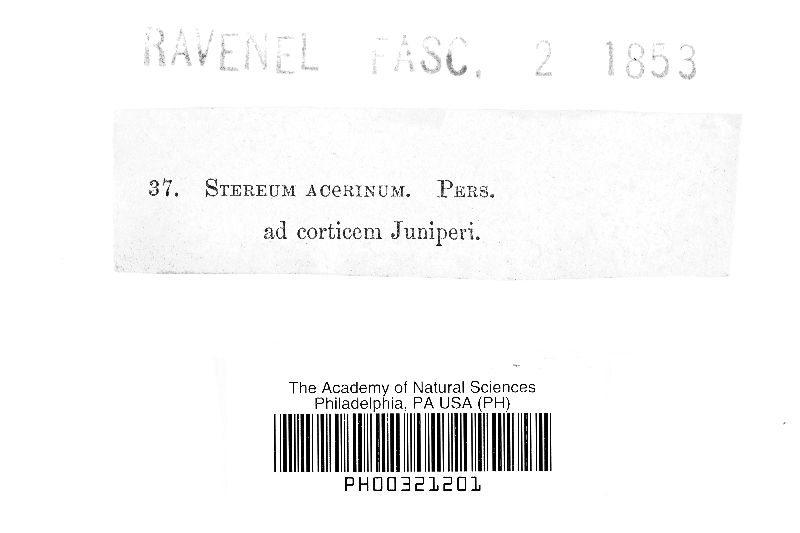 RAVENEL FASC. 2 1853
37. STEREUM ACeRINUM. PERS.
ad corticem Juniperi.
The Academy of Natural Sciences
Philadelphia, PA USA (PH)
PH00321201